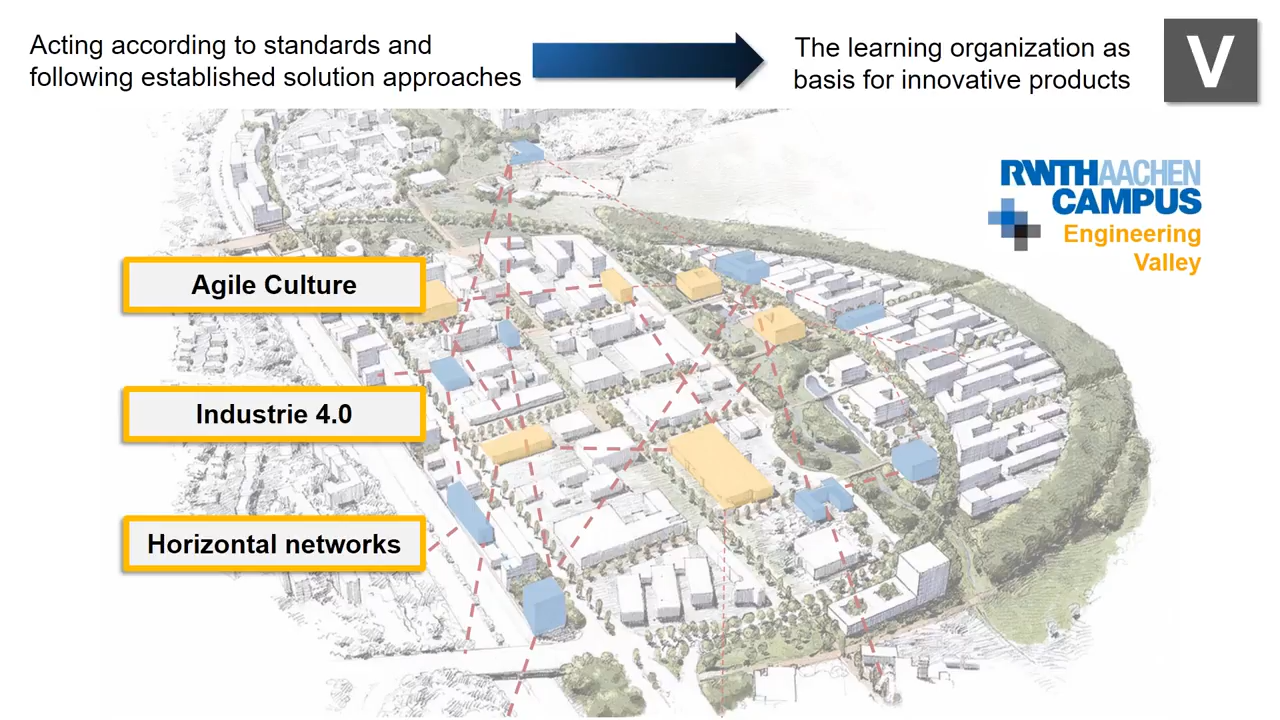 Acting according to standards and
following established solution approaches
The learning organization as
basis for innovative products
V
RWTHAACHEN
CAMPUS
Engineering
Valley
Agile Culture
Industrie 4.0
Horizontal networks